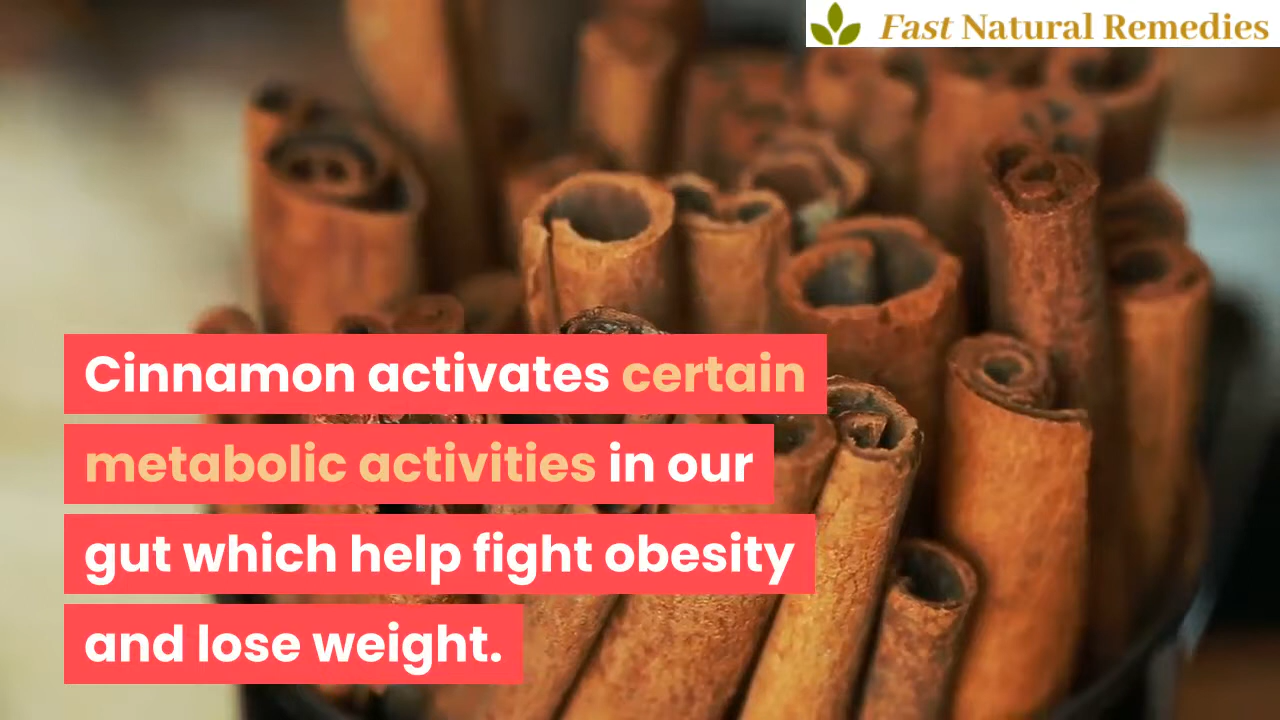 Fast Natural Remedies
Cinnamon activates certain
metabolic activities in our
gut which help fight obesity
and lose weight.